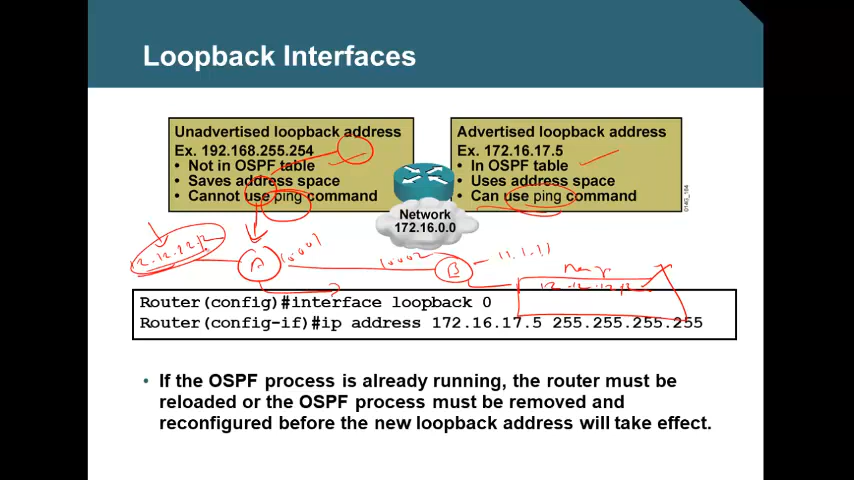 Loopback Interfaces
Unadvertised loopback address
Ex. 192.168.255.254
• Not in OSPF table
• Saves address space
• Cannot use ping command
Advertised loopback address
Ex. 172.16.17.5
• In OSPF table
• Uses address space
• Can use ping command
Network
172.16.0.0
A
B
Router(config)#interface loopback 0
Router(config-if)#ip address 172.16.17.5 255.255.255.255
• If the OSPF process is already running, the router must be
reloaded or the OSPF process must be removed and
reconfigured before the new loopback address will take effect.